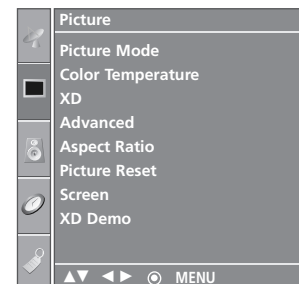 Picture
Picture Mode
Color Temperature
XD
Advanced
Aspect Ratio
Picture Reset
Screen
XD Demo
▲▼ ◄► ⊙ MENU